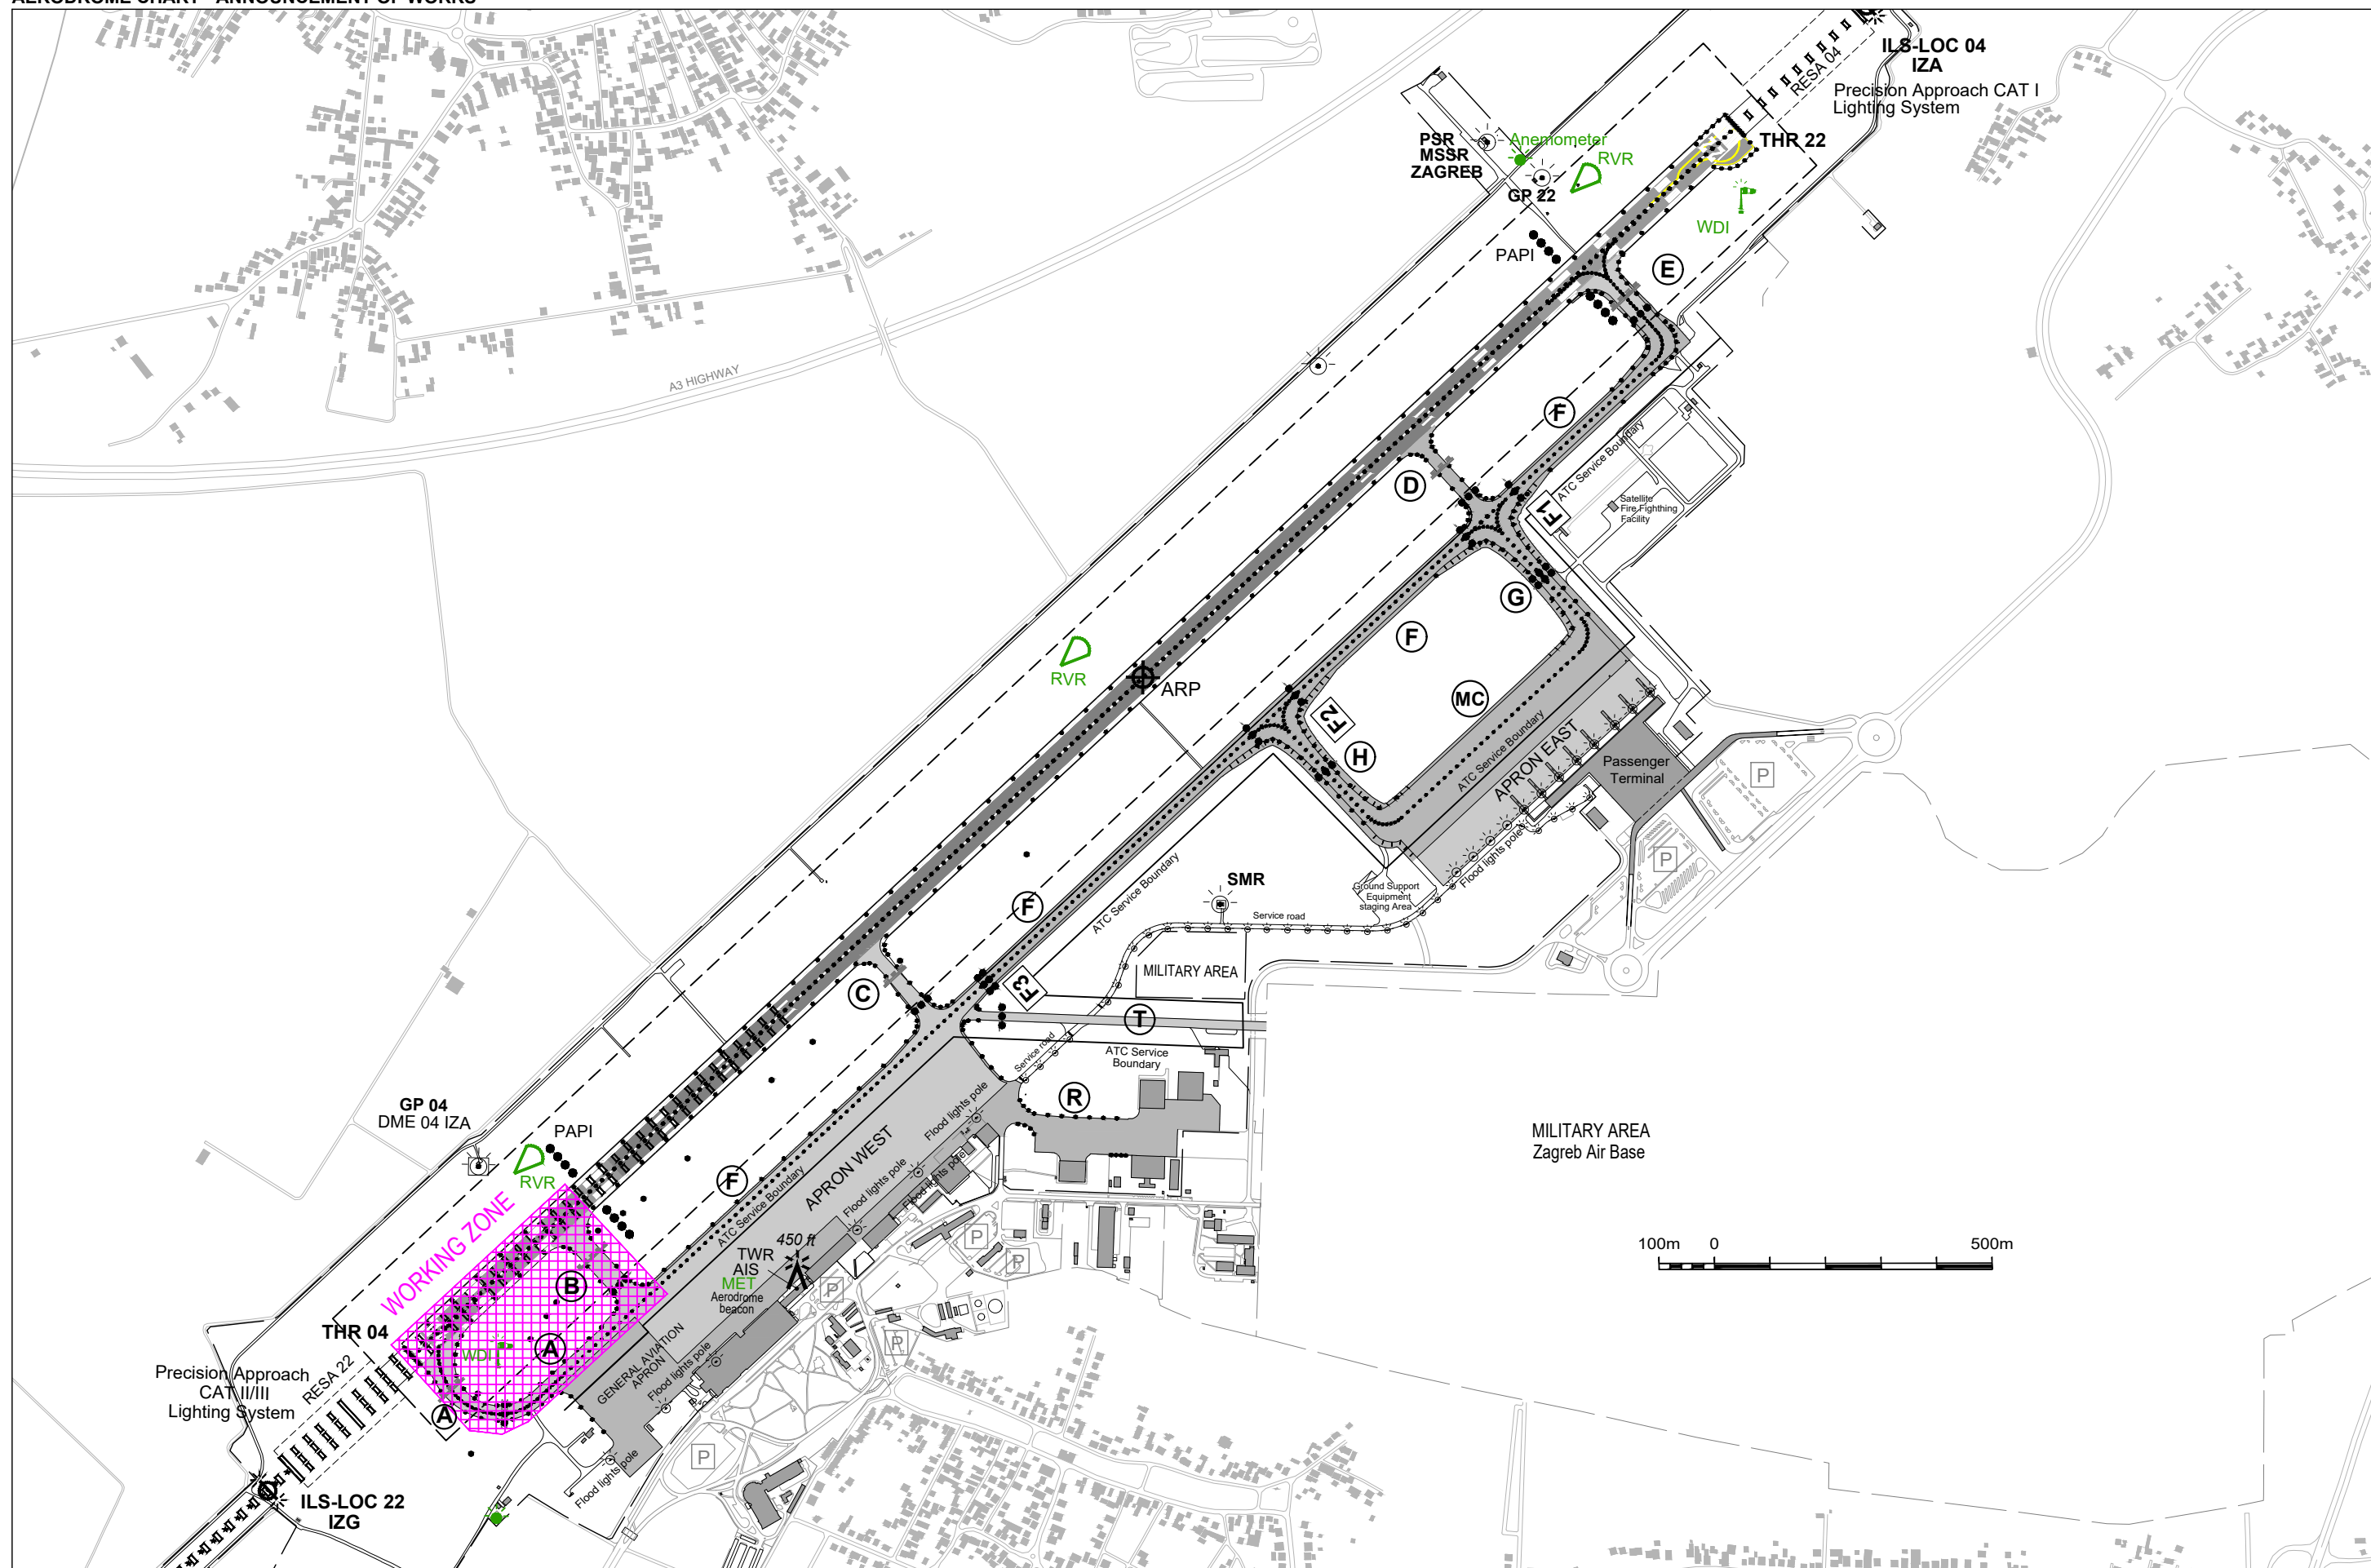 AERODROME CHART - ANNOUNCEMENT OF WORKS
ILS-LOC 04
IZA
Precision Approach CAT I
Lighting System
RESA 04
THR 22
PSR
MSSR
ZAGREB
Anemometer
RVR
GP 22
WDI
PAPI
E
A3 HIGHWAY
F
ATC Service Boundary
D
F1
Satellite
Fire Fighthing
Facility
G
F
RVR
ARP
MC
F2
H
ATC Service Boundary
APRON EAST
Passenger
Terminal
P
P
Flood lights pole
Ground Support
Equipment
staging Area
SMR
Service road
ATC Service Boundary
F
MILITARY AREA
C
F3
T
ATC Service
Boundary
Service road
R
GP 04
DME 04 IZA
PAPI
RVR
Flood lights pole
APRON WEST
Flood lights pole
Flood lights pole
F
ATC Service Boundary
MILITARY AREA
Zagreb Air Base
100m 0 500m
WORKING ZONE
B
A
WDI
THR 04
450 ft
TWR
AIS
MET
Aerodrome
beacon
P
P
P
P
GENERAL AVIATION
APRON
Flood lights pole
Precision Approach
CAT II/III
Lighting System
RESA 22
A
P
Flood lights pole
ILS-LOC 22
IZG